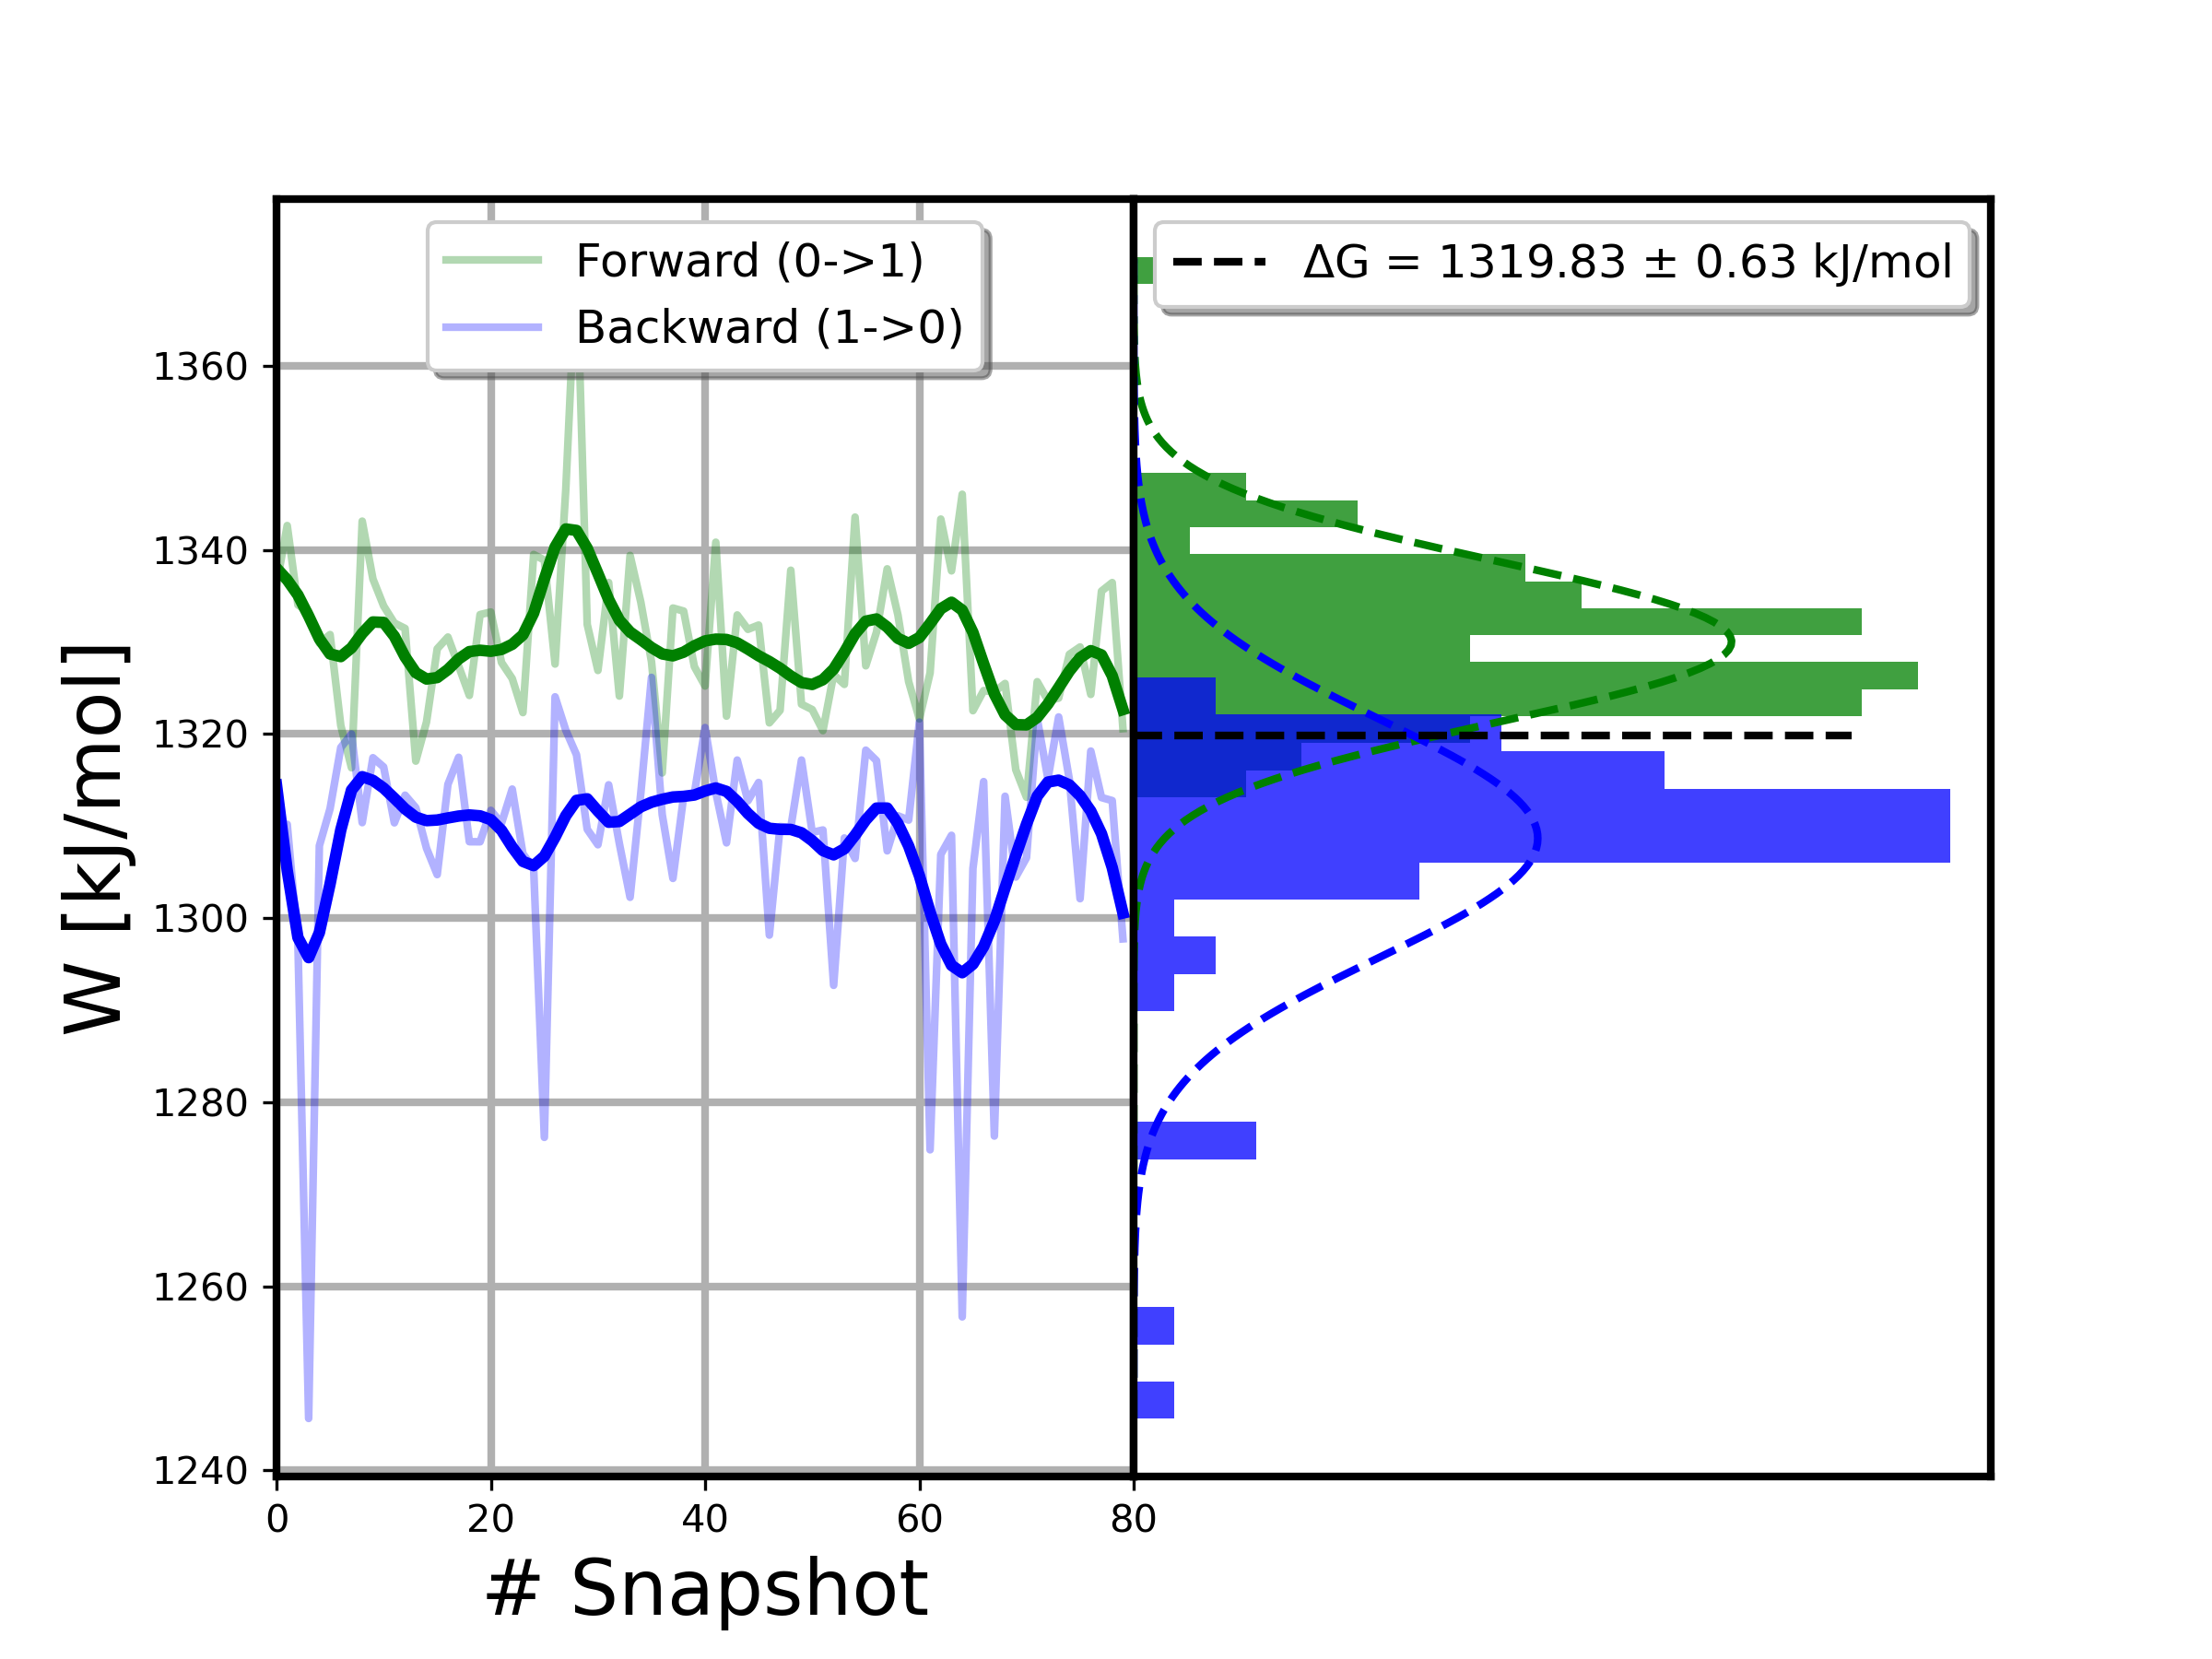 Forward (0->1)
Backward (1->0)
ΔG = 1319.83 ± 0.63 kJ/mol
W [kJ/mol]
1360
1340
1320
1300
1280
1260
1240
0 20 40 60 80
# Snapshot